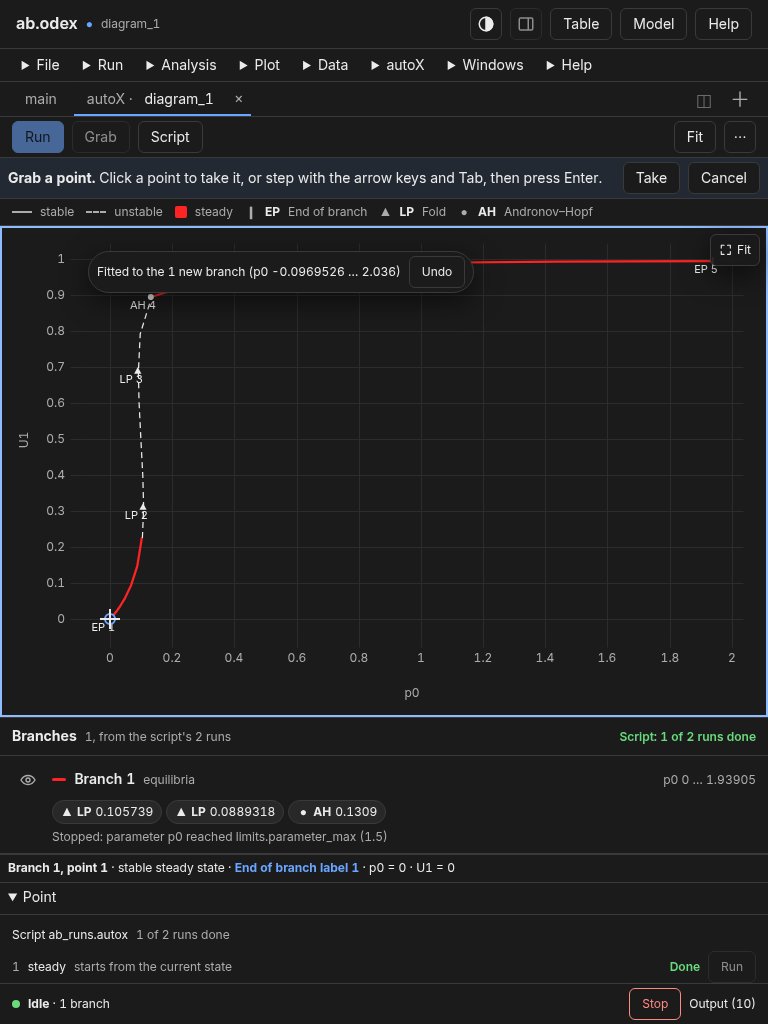 ab.odex ● diagram_1 Table Model Help
▶ File ▶ Run ▶ Analysis ▶ Plot ▶ Data ▶ autoX ▶ Windows ▶ Help
main autoX · diagram_1 ×
Run Grab Script Fit ···
Grab a point. Click a point to take it, or step with the arrow keys and Tab, then press Enter. Take Cancel
stable unstable steady EP End of branch ▲ LP Fold ● AH Andronov–Hopf
Fit
Fitted to the 1 new branch (p0 -0.0969526 … 2.036) Undo
EP 5
AH 4
LP 3
LP 2
EP 1
U1
1
0.9
0.8
0.7
0.6
0.5
0.4
0.3
0.2
0.1
0
0 0.2 0.4 0.6 0.8 1 1.2 1.4 1.6 1.8 2
p0
Branches 1, from the script's 2 runs Script: 1 of 2 runs done
Branch 1 equilibria p0 0 … 1.93905
▲ LP 0.105739 ▲ LP 0.0889318 ● AH 0.1309
Stopped: parameter p0 reached limits.parameter_max (1.5)
Branch 1, point 1 · stable steady state · End of branch label 1 · p0 = 0 · U1 = 0
▼ Point
Script ab_runs.autox 1 of 2 runs done
1 steady starts from the current state Done Run
Idle · 1 branch Stop Output (10)